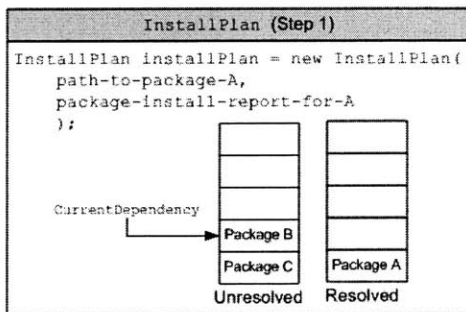 InstallPlan (Step 1)
InstallPlan installPlan = new InstallPlan(
path-to-package-A,
package-install-report-for-A
);
CurrentDependency
Package B
Package C
Package A
Unresolved
Resolved